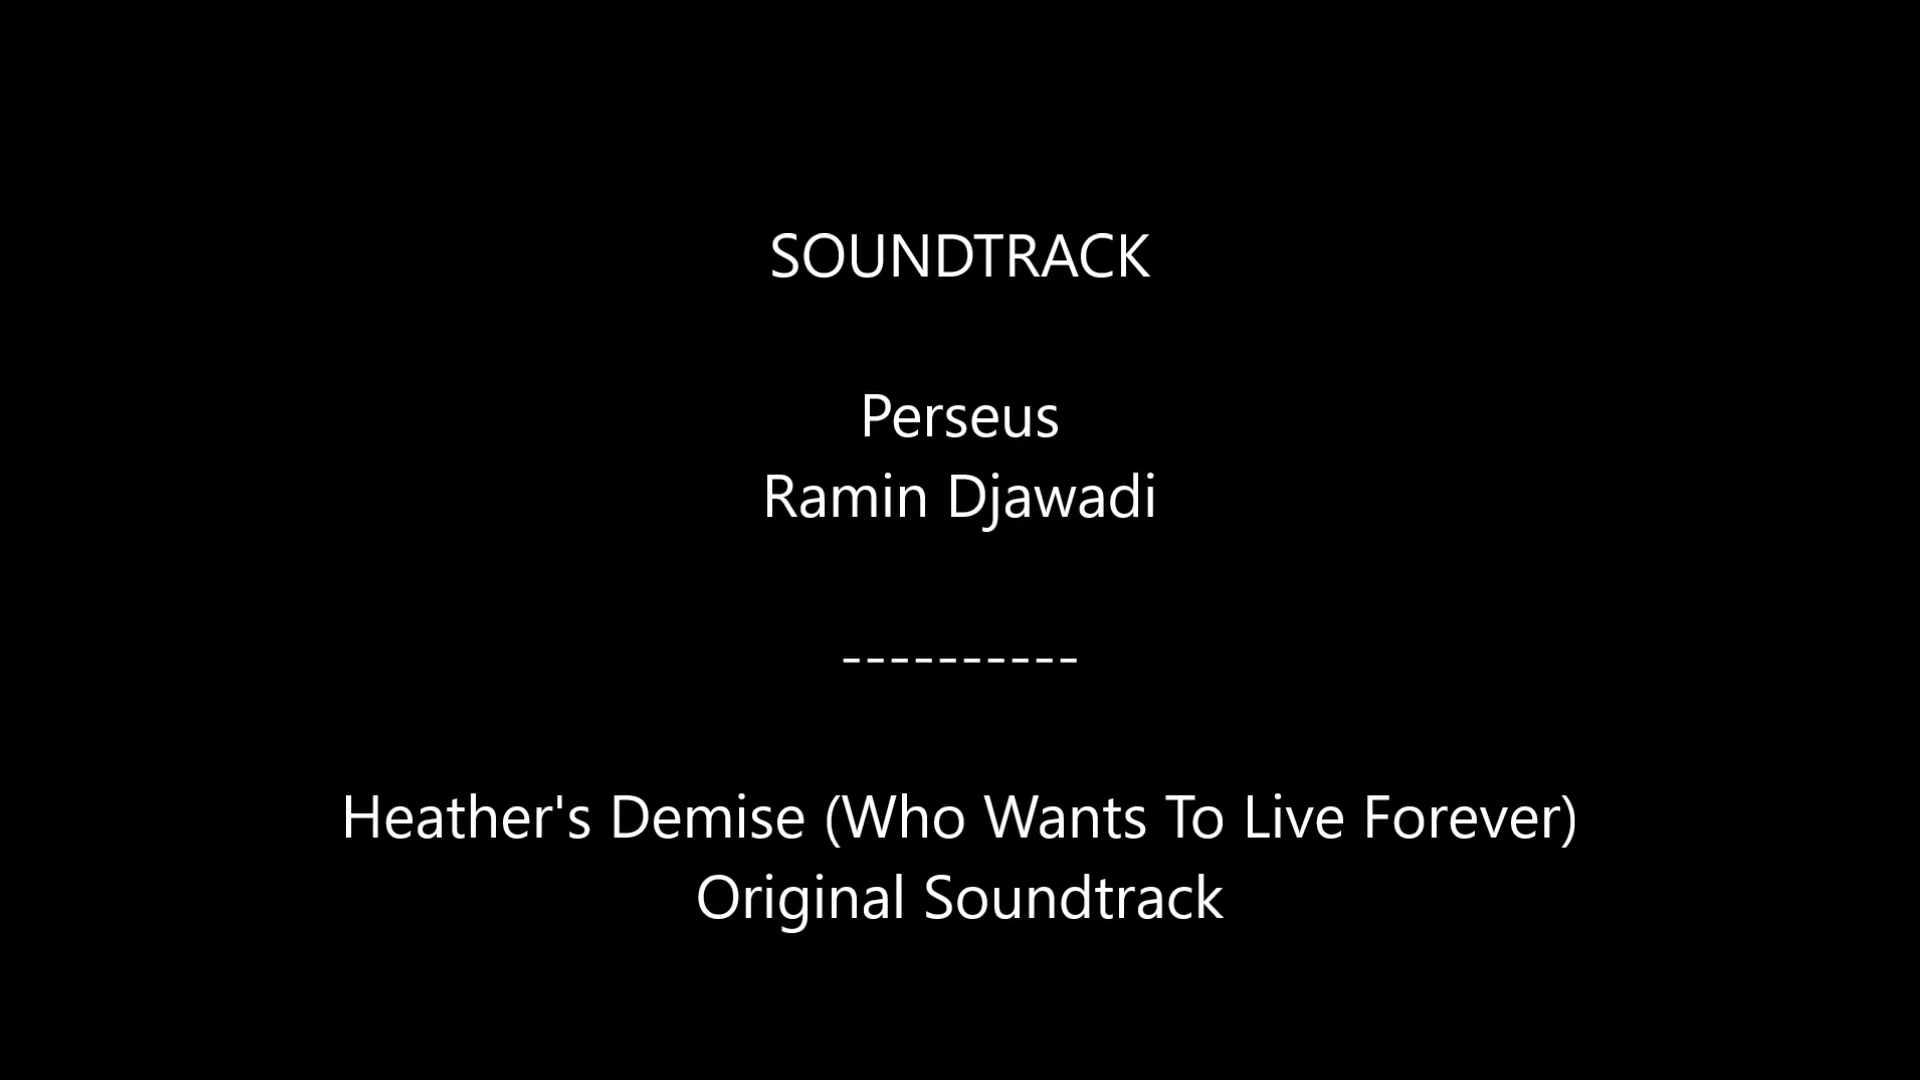 SOUNDTRACK
Perseus
Ramin Djawadi
----------
Heather's Demise (Who Wants To Live Forever)
Original Soundtrack